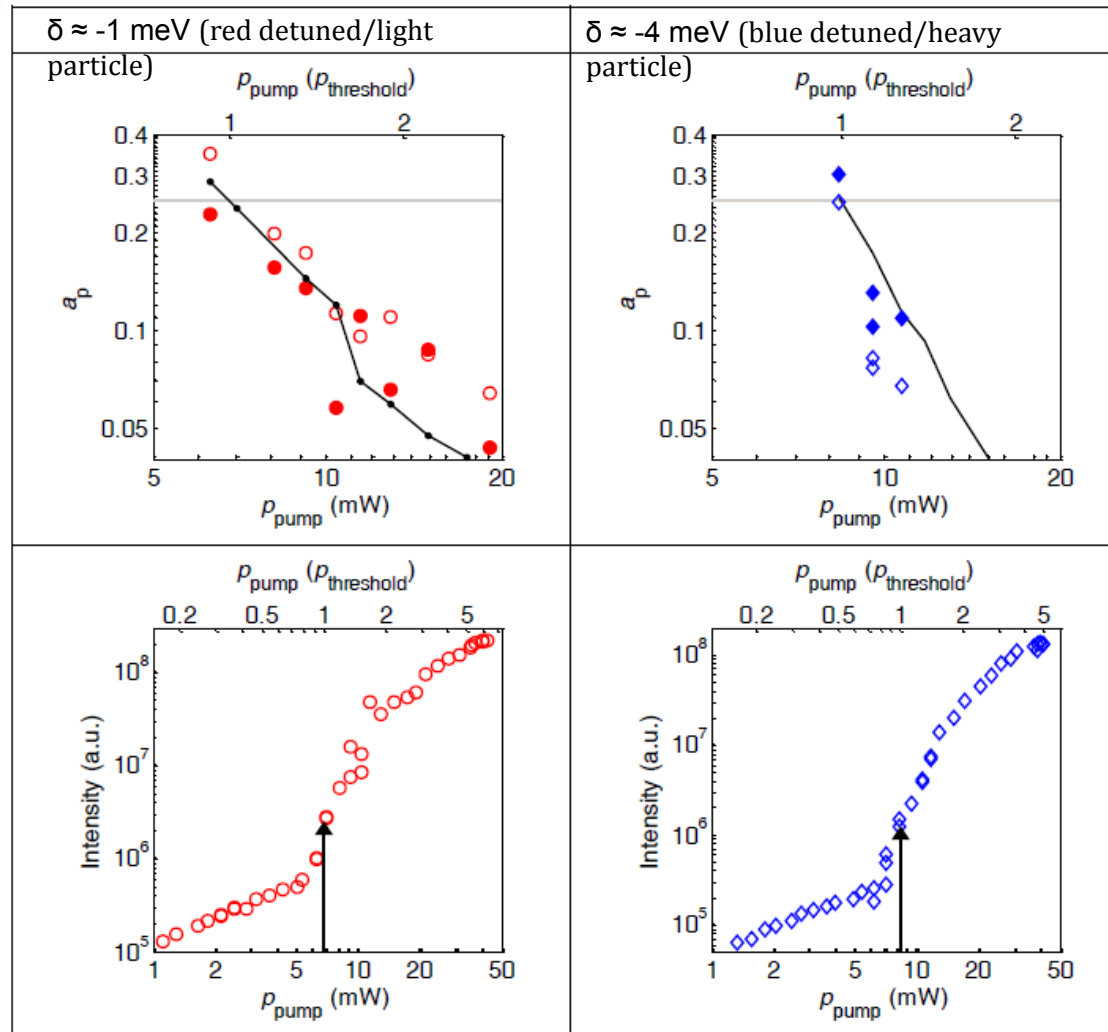 δ ≈ -1 meV (red detuned/light
particle)
δ ≈ -4 meV (blue detuned/heavy
particle)
p_pump (p_threshold)
1 2
0.4
0.3
0.2
0.1
0.05
a_p
5 10 20
p_pump (mW)
p_pump (p_threshold)
1 2
0.4
0.3
0.2
0.1
0.05
a_p
5 10 20
p_pump (mW)
p_pump (p_threshold)
0.2 0.5 1 2 5
10^8
10^7
10^6
10^5
Intensity (a.u.)
1 2 5 10 20 50
p_pump (mW)
p_pump (p_threshold)
0.2 0.5 1 2 5
10^8
10^7
10^6
10^5
Intensity (a.u.)
1 2 5 10 20 50
p_pump (mW)